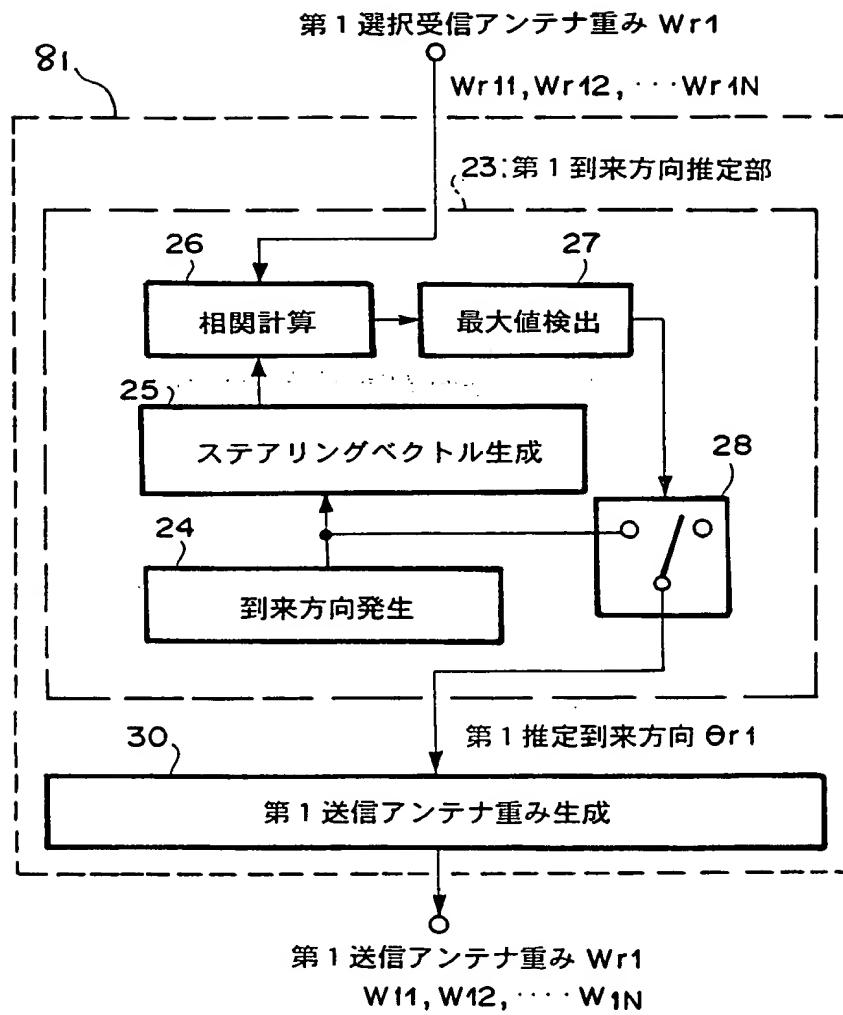 第1選択受信アンテナ重み Wr1
81
Wr11, Wr12, ···Wr1N
23:第1到来方向推定部
26
27
相関計算
最大値検出
25
ステアリングベクトル生成
28
24
到来方向発生
第1推定到来方向 θr1
30
第1送信アンテナ重み生成
第1送信アンテナ重み Wr1
W11, W12, ····W1N